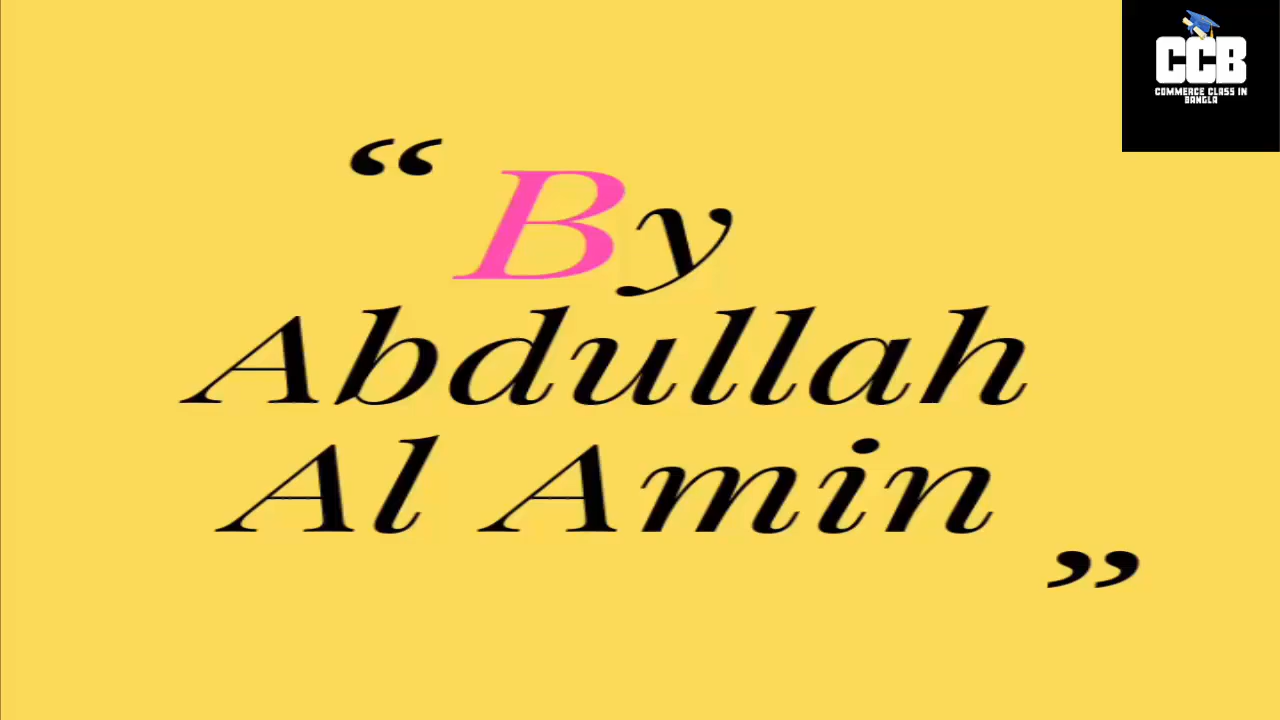 CCB
COMMERCE CLASS IN
BANGLA
“ By
Abdullah
Al Amin ”